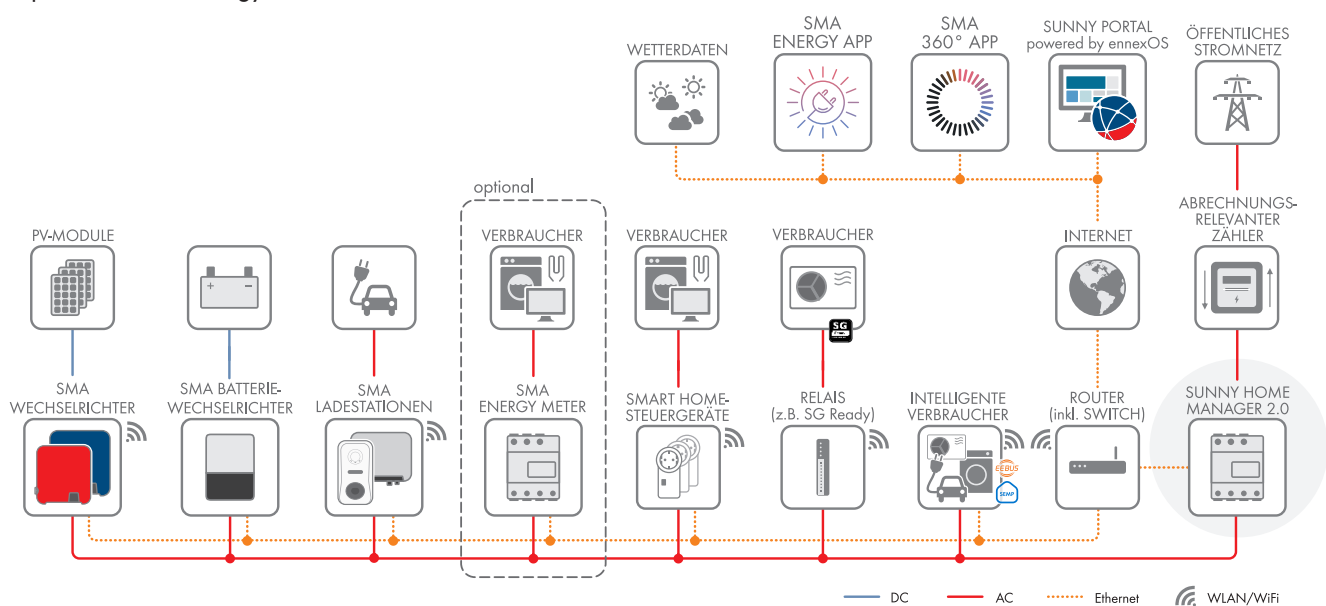 WETTERDATEN
SMA
ENERGY APP
SMA
360° APP
SUNNY PORTAL
powered by ennexOS
ÖFFENTLICHES
STROMNETZ
optional
PV-MODULE
VERBRAUCHER
VERBRAUCHER
VERBRAUCHER
INTERNET
ABRECHNUNGS-
RELEVANTER
ZÄHLER
SG
SMA
WECHSELRICHTER
SMA BATTERIE-
WECHSELRICHTER
SMA
LADESTATIONEN
SMA
ENERGY METER
SMART HOME-
STEUERGERÄTE
RELAIS
(z.B. SG Ready)
INTELLIGENTE
VERBRAUCHER
ROUTER
(inkl. SWITCH)
SUNNY HOME
MANAGER 2.0
EEBUS
SEMP
DC
AC
Ethernet
WLAN/WiFi